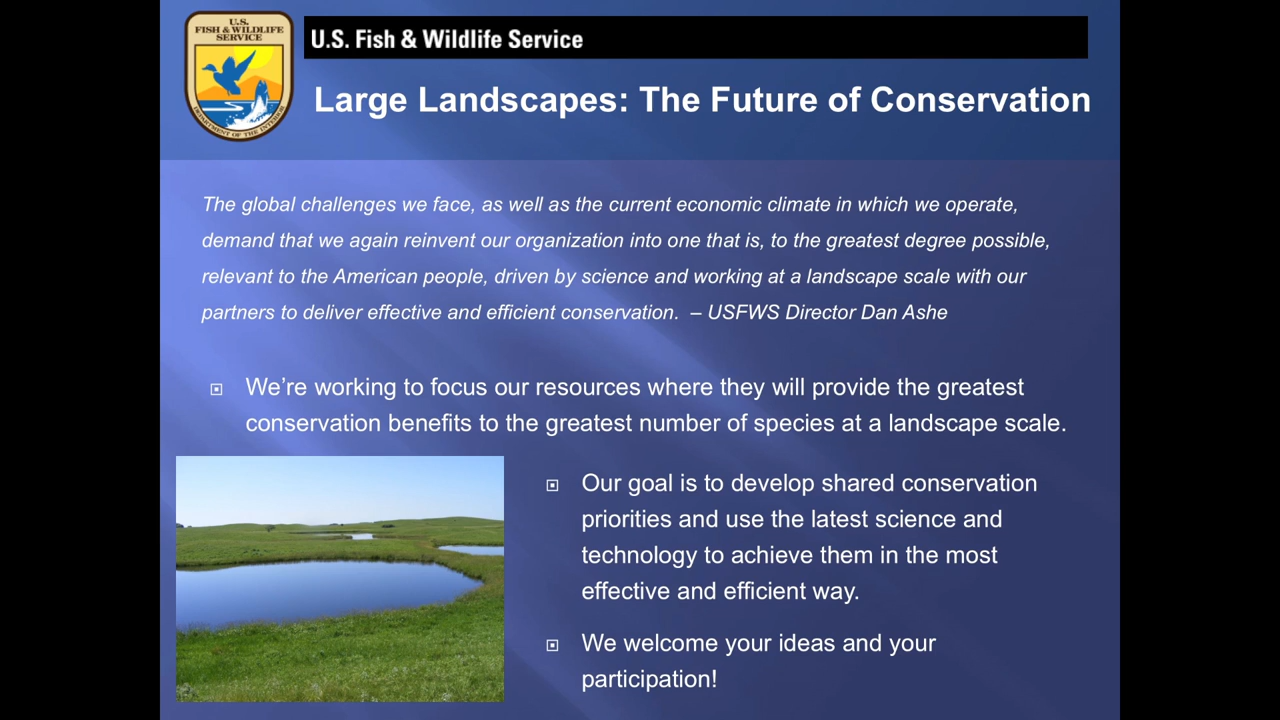 U.S.
FISH & WILDLIFE
SERVICE
DEPARTMENT OF THE INTERIOR
U.S. Fish & Wildlife Service
Large Landscapes: The Future of Conservation
The global challenges we face, as well as the current economic climate in which we operate,
demand that we again reinvent our organization into one that is, to the greatest degree possible,
relevant to the American people, driven by science and working at a landscape scale with our
partners to deliver effective and efficient conservation. – USFWS Director Dan Ashe
We’re working to focus our resources where they will provide the greatest
conservation benefits to the greatest number of species at a landscape scale.
Our goal is to develop shared conservation
priorities and use the latest science and
technology to achieve them in the most
effective and efficient way.
We welcome your ideas and your
participation!